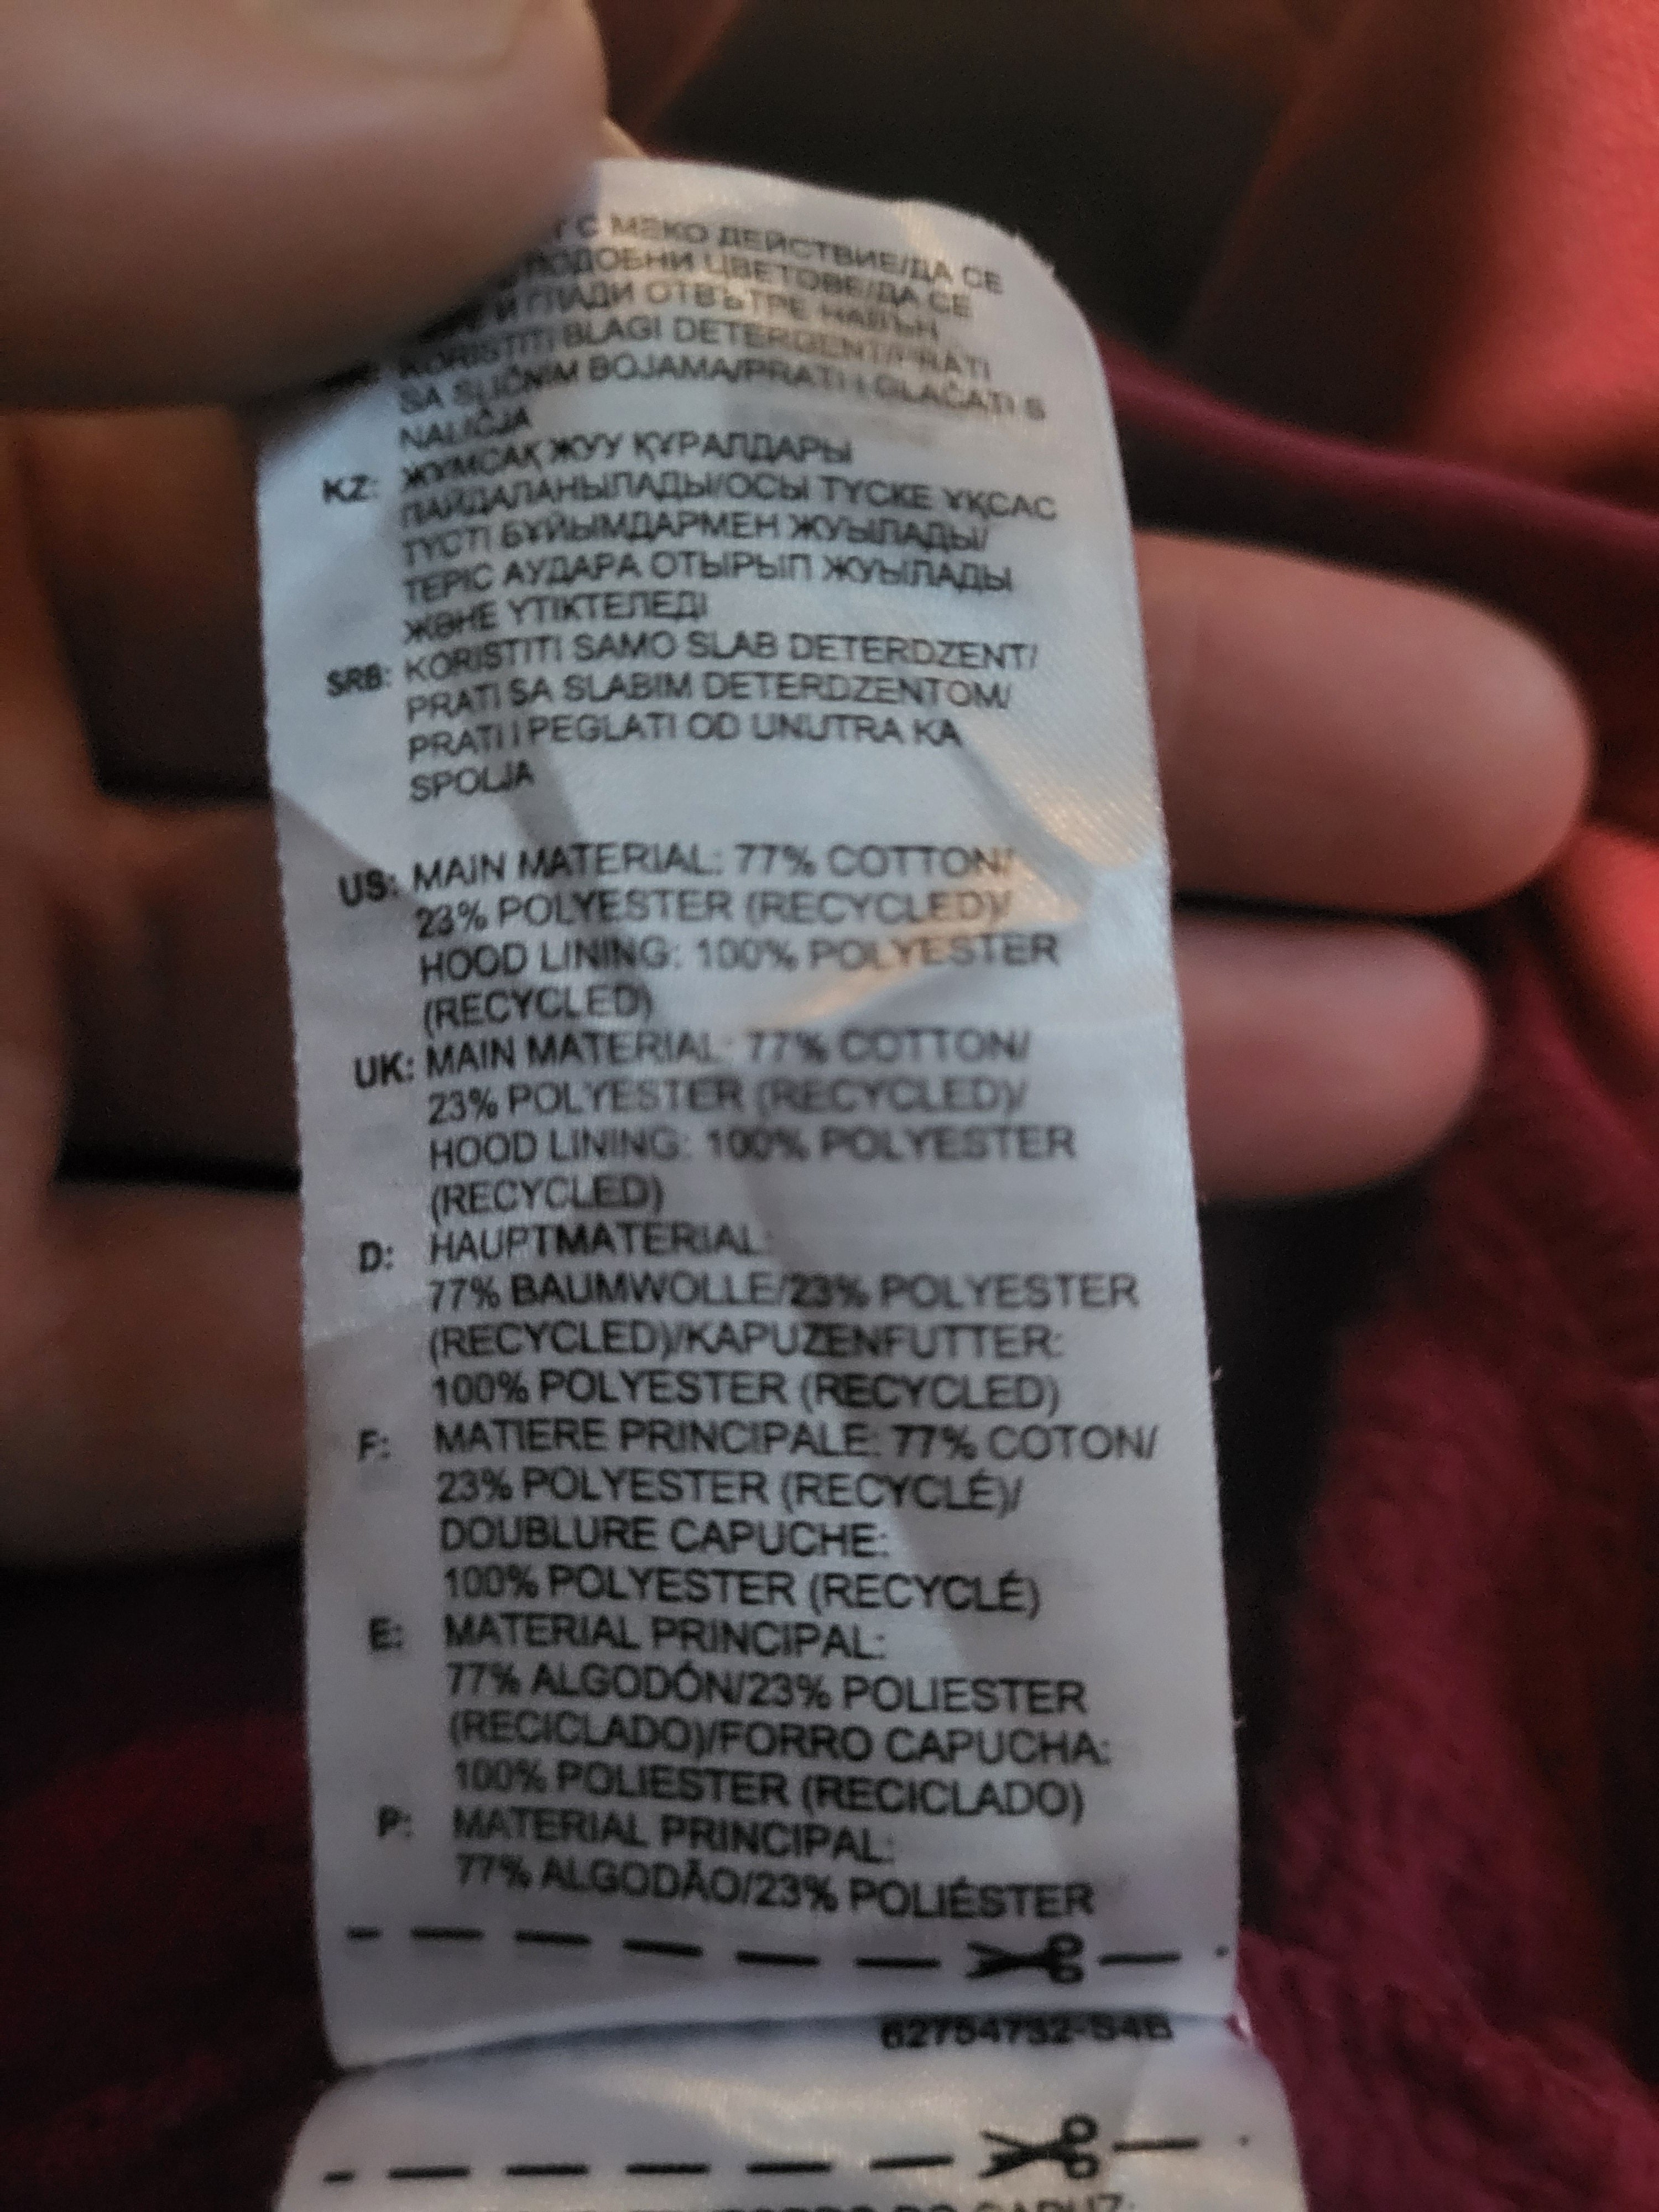 С МЕКО ДЕЙСТВИЕ/ДА СЕ
ПОДОБНИ ЦВЕТОВЕ/ДА СЕ
И ГЛАДИ ОТВЪТРЕ НАВЪН
KORISTITI BLAGI DETERGENT/PRATI
SA SLIČNIM BOJAMA/PRATI I GLAČATI S
NALIČJA
KZ: ЖҰМСАҚ ЖУУ ҚҰРАЛДАРЫ
ПАЙДАЛАНЫЛАДЫ/ОСЫ ТҮСКЕ ҰҚСАС
ТҮСТІ БҰЙЫМДАРМЕН ЖУЫЛАДЫ/
ТЕРІС АУДАРА ОТЫРЫП ЖУЫЛАДЫ
ЖӘНЕ ҮТІКТЕЛЕДІ
SRB: KORISTITI SAMO SLAB DETERDZENT/
PRATI SA SLABIM DETERDZENTOM/
PRATI I PEGLATI OD UNUTRA KA
SPOLJA
US: MAIN MATERIAL: 77% COTTON/
23% POLYESTER (RECYCLED)/
HOOD LINING: 100% POLYESTER
(RECYCLED)
UK: MAIN MATERIAL: 77% COTTON/
23% POLYESTER (RECYCLED)/
HOOD LINING: 100% POLYESTER
(RECYCLED)
D: HAUPTMATERIAL:
77% BAUMWOLLE/23% POLYESTER
(RECYCLED)/KAPUZENFUTTER:
100% POLYESTER (RECYCLED)
F: MATIERE PRINCIPALE: 77% COTON/
23% POLYESTER (RECYCLÉ)/
DOUBLURE CAPUCHE:
100% POLYESTER (RECYCLÉ)
E: MATERIAL PRINCIPAL:
77% ALGODÓN/23% POLIESTER
(RECICLADO)/FORRO CAPUCHA:
100% POLIESTER (RECICLADO)
P: MATERIAL PRINCIPAL:
77% ALGODÃO/23% POLIÉSTER
62754732-S4B